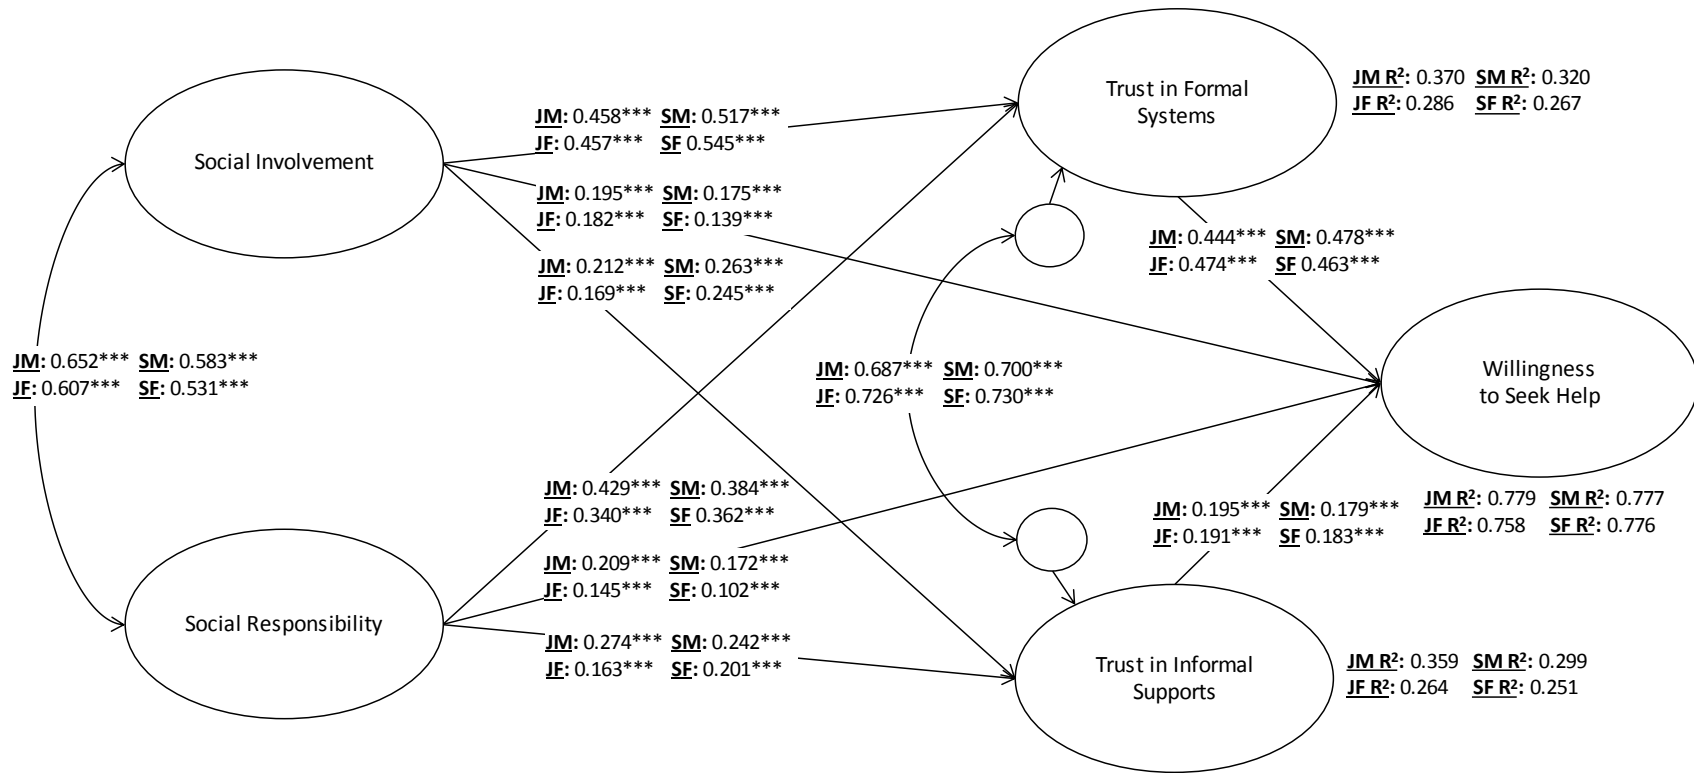 Trust in Formal
Systems
JM R²: 0.370 SM R²: 0.320
JF R²: 0.286 SF R²: 0.267
Social Involvement
JM: 0.458*** SM: 0.517***
JF: 0.457*** SF 0.545***
JM: 0.195*** SM: 0.175***
JF: 0.182*** SF: 0.139***
JM: 0.212*** SM: 0.263***
JF: 0.169*** SF: 0.245***
JM: 0.444*** SM: 0.478***
JF: 0.474*** SF 0.463***
JM: 0.652*** SM: 0.583***
JF: 0.607*** SF: 0.531***
JM: 0.687*** SM: 0.700***
JF: 0.726*** SF: 0.730***
Willingness
to Seek Help
JM: 0.429*** SM: 0.384***
JF: 0.340*** SF 0.362***
JM: 0.195*** SM: 0.179***
JF: 0.191*** SF 0.183***
JM R²: 0.779 SM R²: 0.777
JF R²: 0.758 SF R²: 0.776
JM: 0.209*** SM: 0.172***
JF: 0.145*** SF: 0.102***
Social Responsibility
JM: 0.274*** SM: 0.242***
JF: 0.163*** SF: 0.201***
Trust in Informal
Supports
JM R²: 0.359 SM R²: 0.299
JF R²: 0.264 SF R²: 0.251